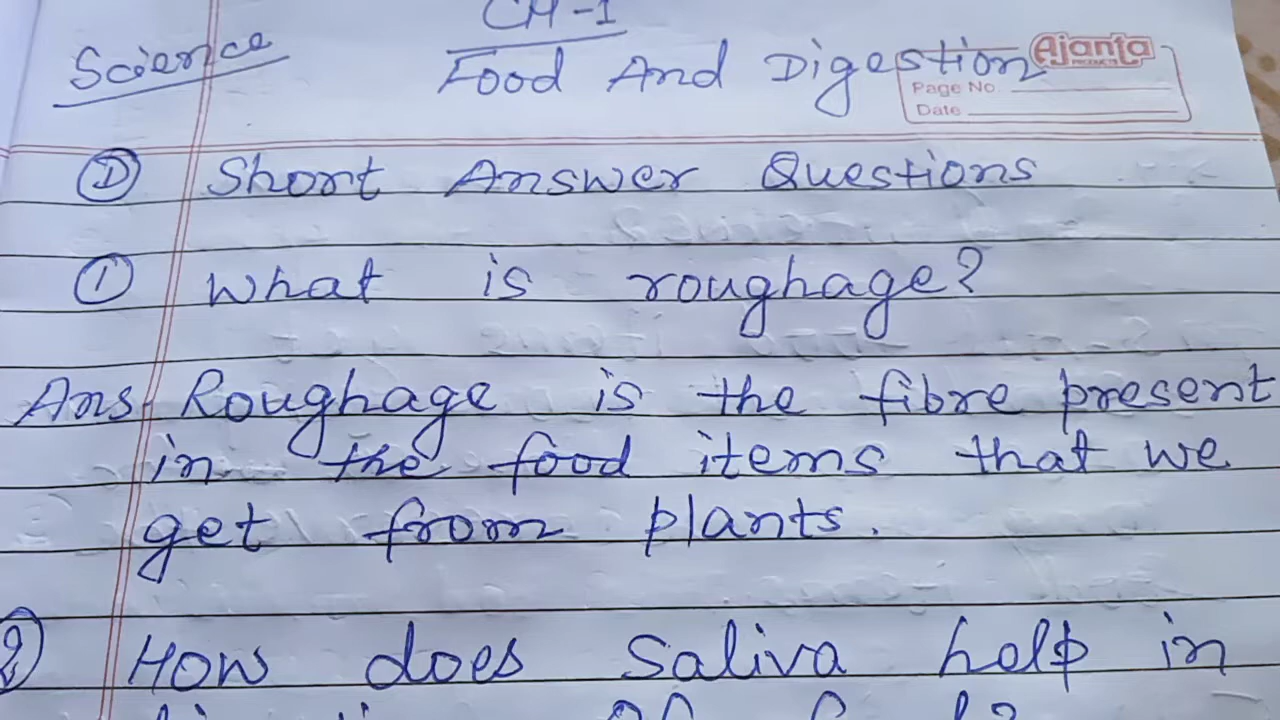 CH-1
Science
Food And Digestion
Ajanta
PRODUCTS
Page No.
Date
D Short Answer Questions
1 What is roughage?
Ans Roughage is the fibre present
in the food items that we
get from plants.
2 How does Saliva help in